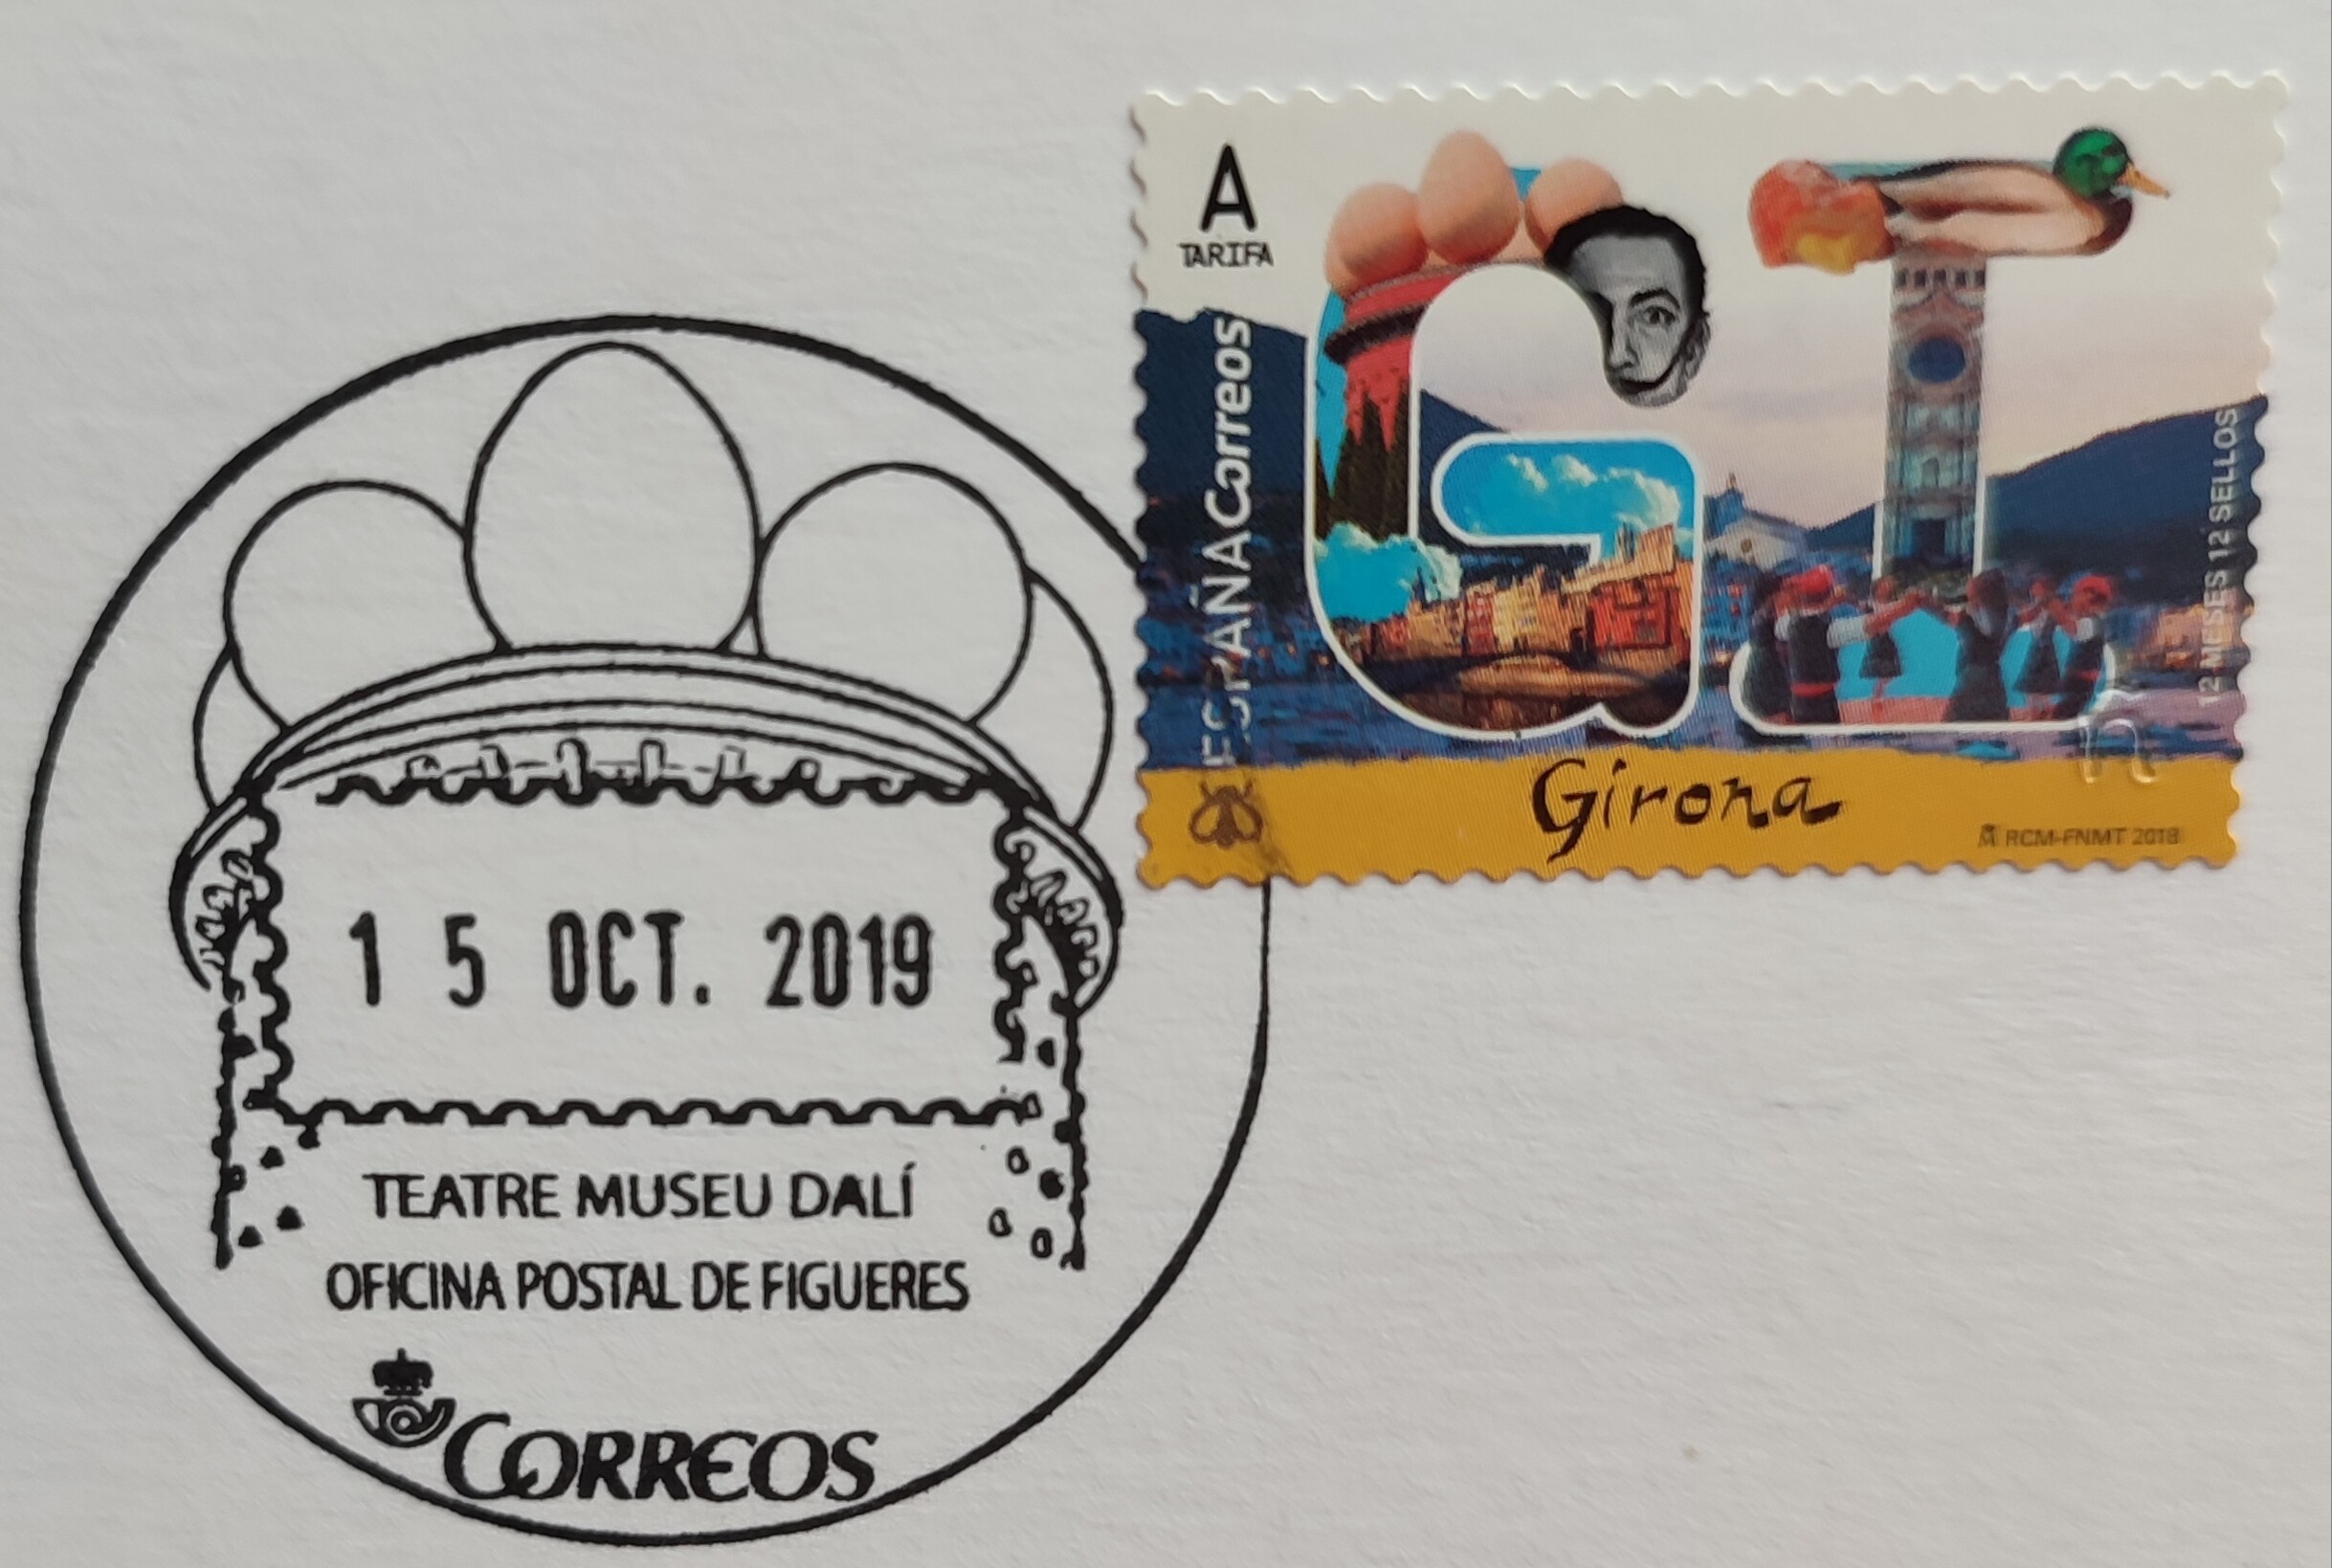 A
TARIFA
ESPAÑA Correos
12 MESES 12 SELLOS
Girona
RCM-FNMT 2018
1 5 OCT. 2019
TEATRE MUSEU DALÍ
OFICINA POSTAL DE FIGUERES
CORREOS